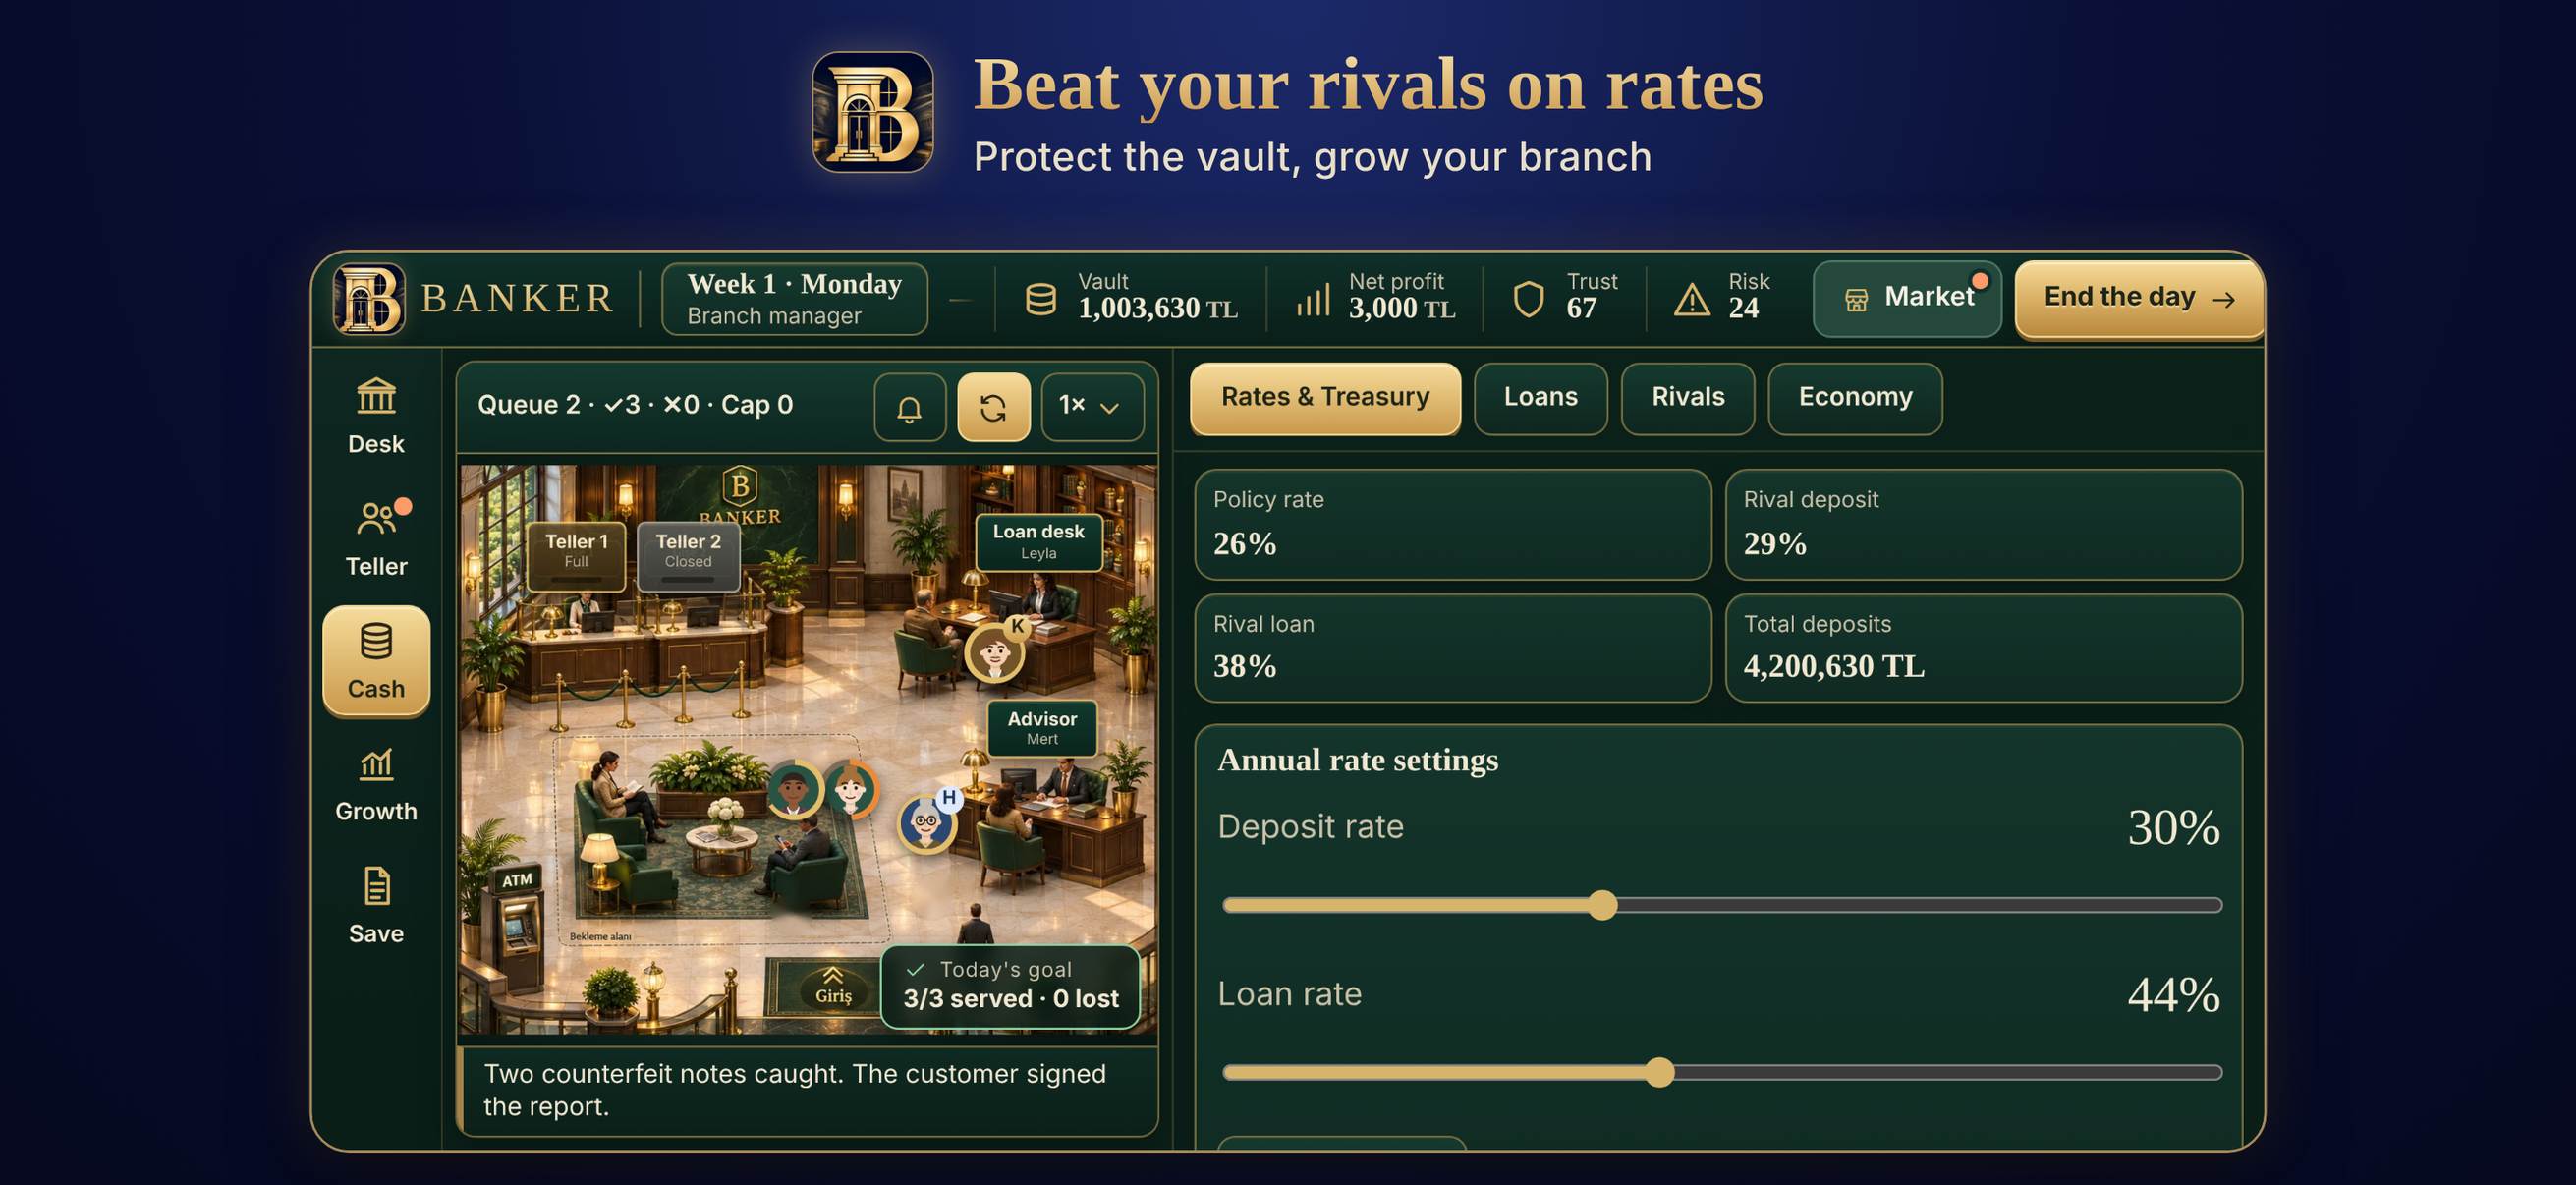 Beat your rivals on rates
Protect the vault, grow your branch
BANKER
Week 1 · Monday
Branch manager
Vault
1,003,630 TL
Net profit
3,000 TL
Trust
67
Risk
24
Market
End the day →
Desk
Teller
Cash
Growth
Save
Queue 2 · ✓3 · ✕0 · Cap 0
1×
B
BANKER
Teller 1
Full
Teller 2
Closed
Loan desk
Leyla
K
Advisor
Mert
H
ATM
Bekleme alanı
Giriş
Today's goal
3/3 served · 0 lost
Two counterfeit notes caught. The customer signed
the report.
Rates & Treasury
Loans
Rivals
Economy
Policy rate
26%
Rival deposit
29%
Rival loan
38%
Total deposits
4,200,630 TL
Annual rate settings
Deposit rate
30%
Loan rate
44%